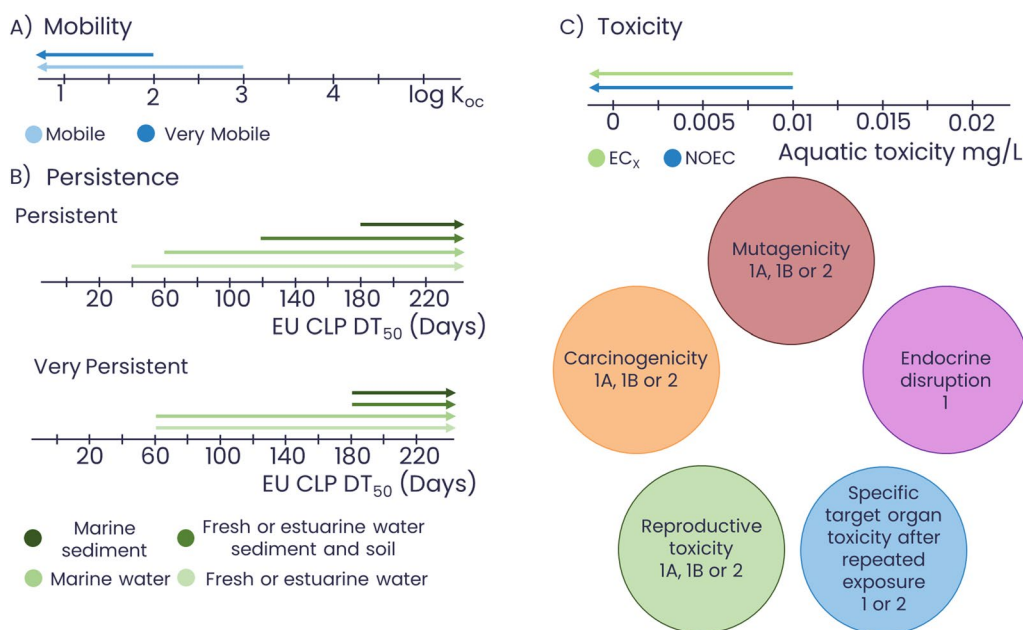 A) Mobility
1 2 3 4 log K₀c
Mobile Very Mobile
B) Persistence
Persistent
20 60 100 140 180 220
EU CLP DT₅₀ (Days)
Very Persistent
20 60 100 140 180 220
EU CLP DT₅₀ (Days)
Marine
sediment
Fresh or estuarine water
sediment and soil
Marine water
Fresh or estuarine water
C) Toxicity
0 0.005 0.01 0.015 0.02
Aquatic toxicity mg/L
ECₓ NOEC
Mutagenicity
1A, 1B or 2
Carcinogenicity
1A, 1B or 2
Endocrine
disruption
1
Reproductive
toxicity
1A, 1B or 2
Specific
target organ
toxicity after
repeated
exposure
1 or 2